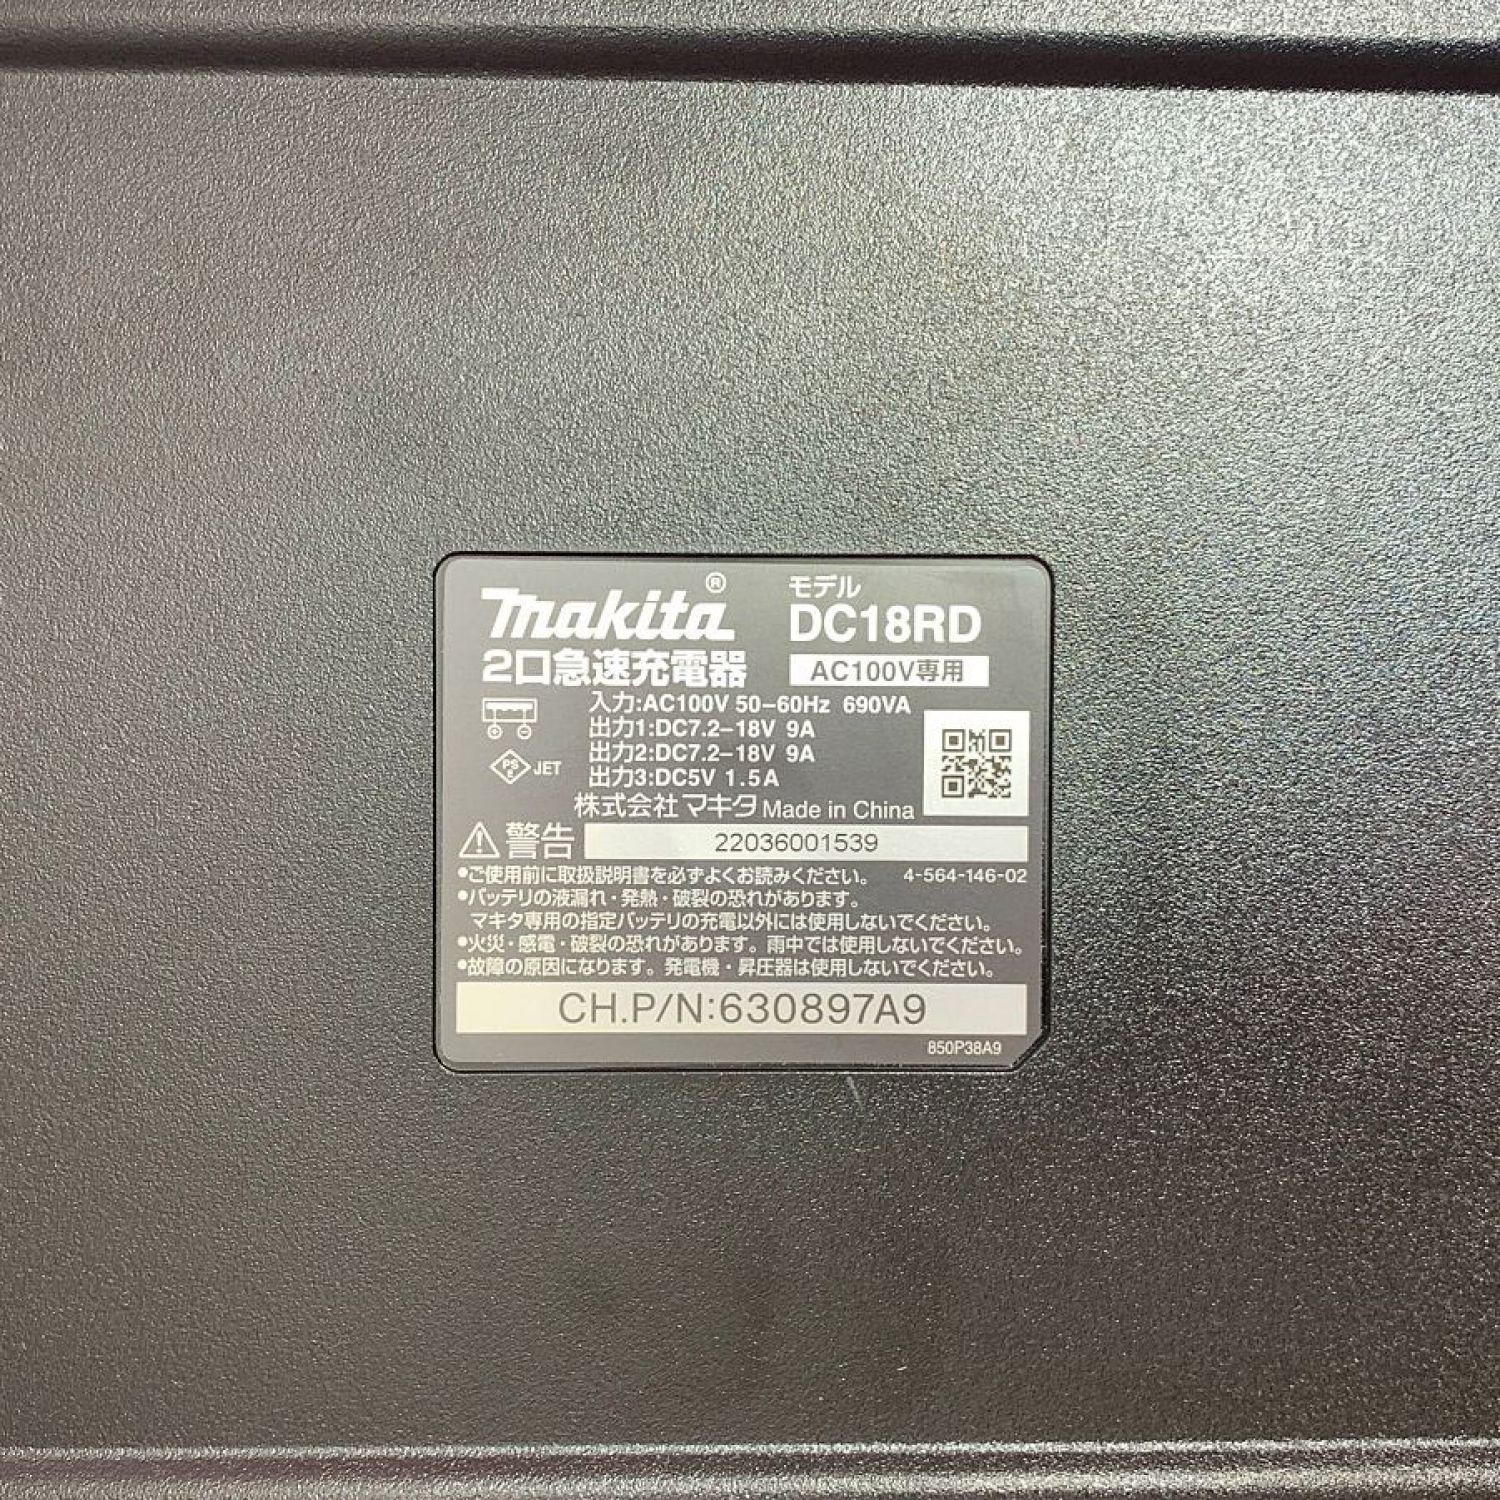 makita®
モデル
DC18RD
2口急速充電器
AC100V専用
入力:AC100V 50–60Hz 690VA
出力1:DC7.2–18V 9A
出力2:DC7.2–18V 9A
出力3:DC5V 1.5A
PS
E
JET
株式会社 マキタ Made in China
警告
22036001539
•ご使用前に取扱説明書を必ずよくお読みください。 4-564-146-02
•バッテリの液漏れ・発熱・破裂の恐れがあります。
マキタ専用の指定バッテリの充電以外には使用しないでください。
•火災・感電・破裂の恐れがあります。雨中では使用しないでください。
•故障の原因になります。発電機・昇圧器は使用しないでください。
CH.P/N:630897A9
850P38A9